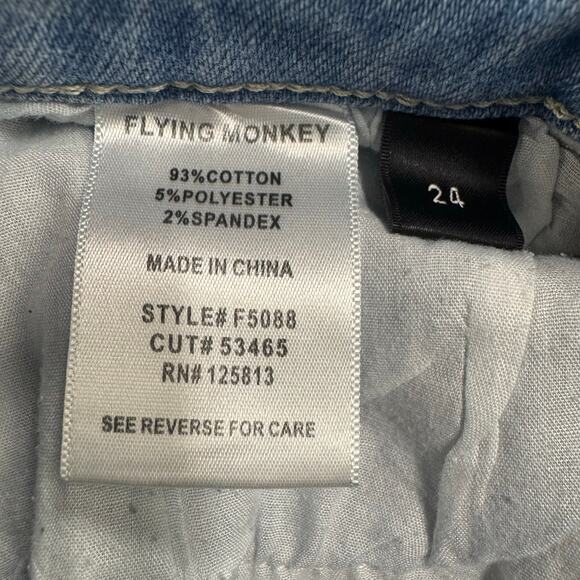 FLYING MONKEY
93%COTTON
5%POLYESTER
2%SPANDEX
MADE IN CHINA
STYLE# F5088
CUT# 53465
RN# 125813
SEE REVERSE FOR CARE
24